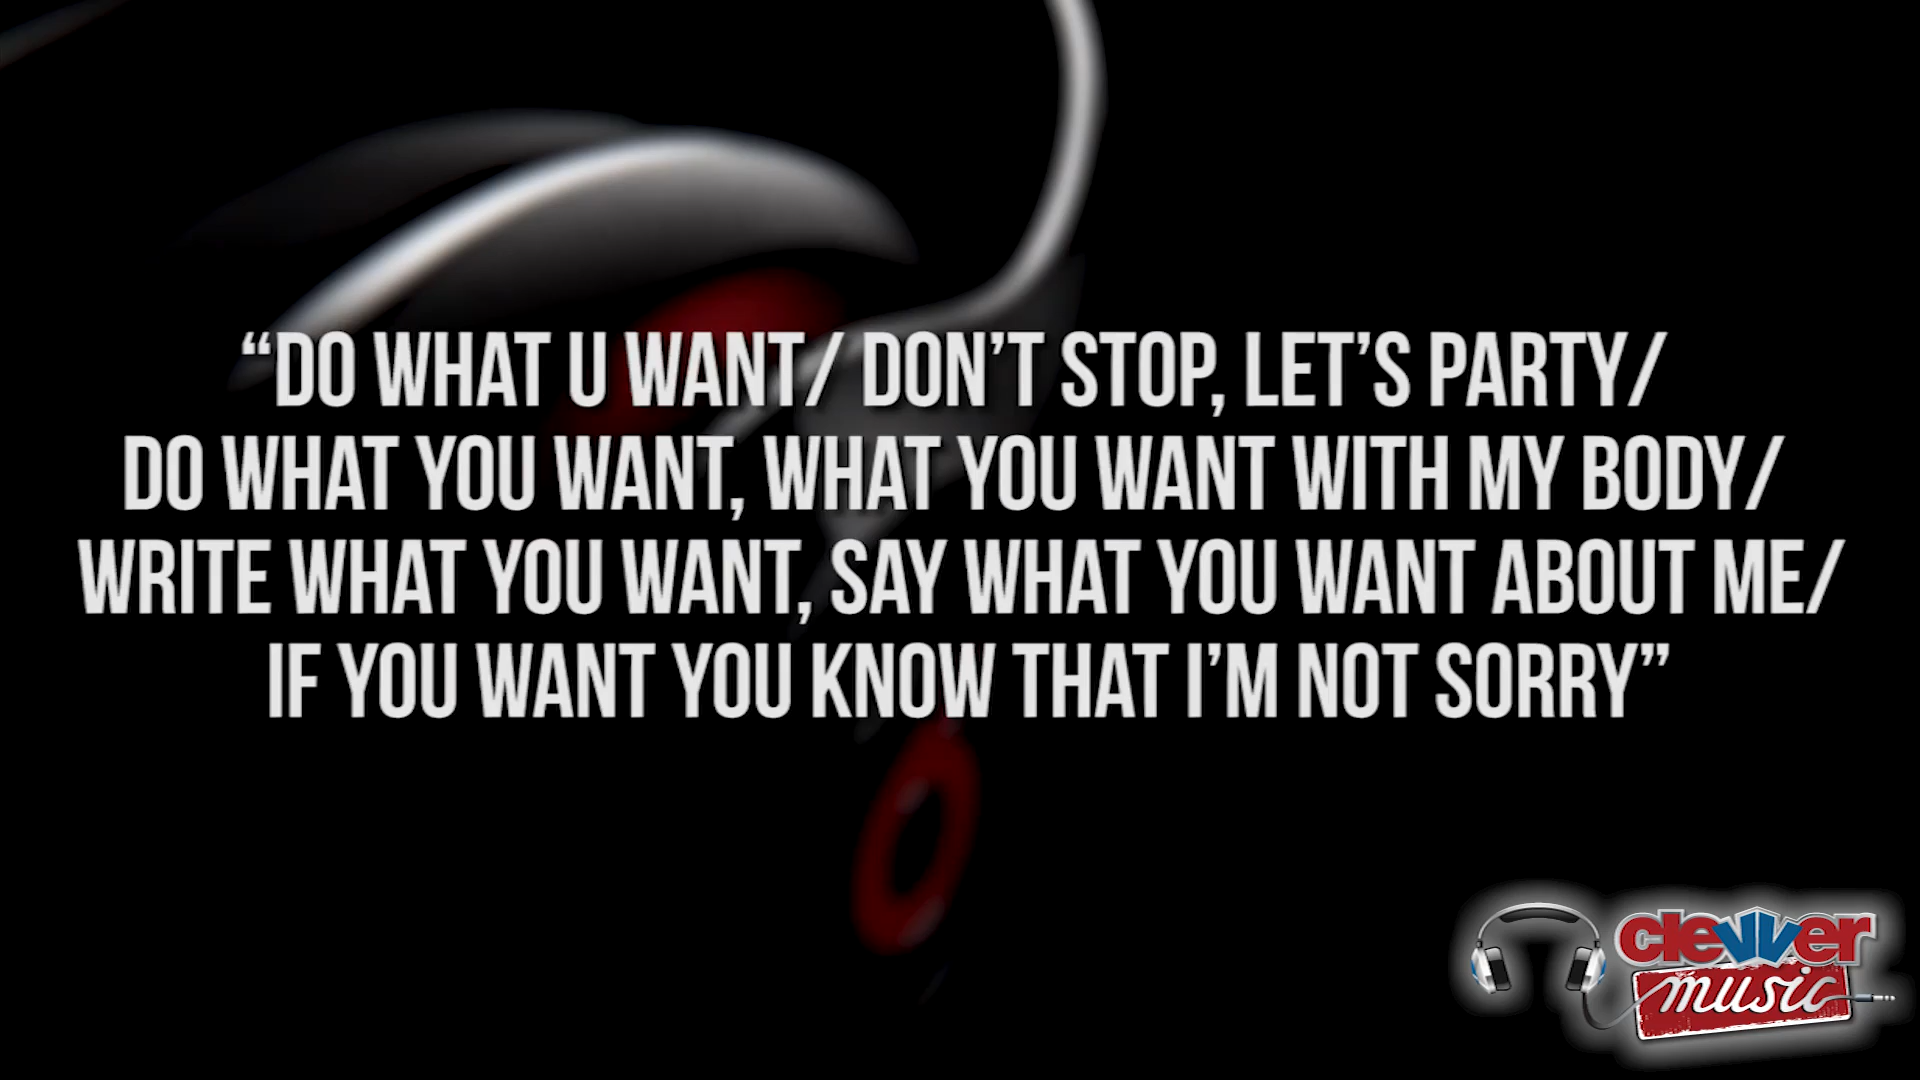 “DO WHAT U WANT/ DON’T STOP, LET’S PARTY/
DO WHAT YOU WANT, WHAT YOU WANT WITH MY BODY/
WRITE WHAT YOU WANT, SAY WHAT YOU WANT ABOUT ME/
IF YOU WANT YOU KNOW THAT I’M NOT SORRY”
clevver
music